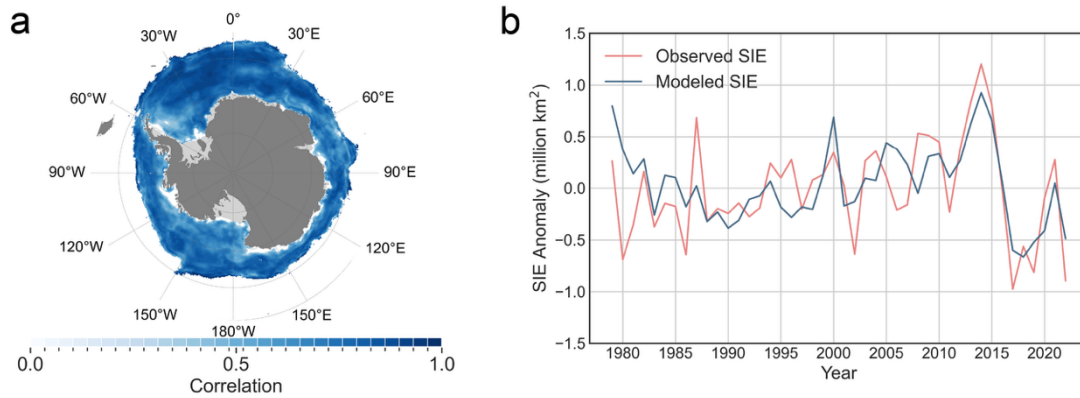 a
0°
30°W
30°E
60°W
60°E
90°W
90°E
120°W
120°E
150°W
150°E
180°W
0.0
0.5
1.0
Correlation
b
Observed SIE
Modeled SIE
SIE Anomaly (million km²)
1.5
1.0
0.5
0.0
−0.5
−1.0
−1.5
1980
1985
1990
1995
2000
2005
2010
2015
2020
Year